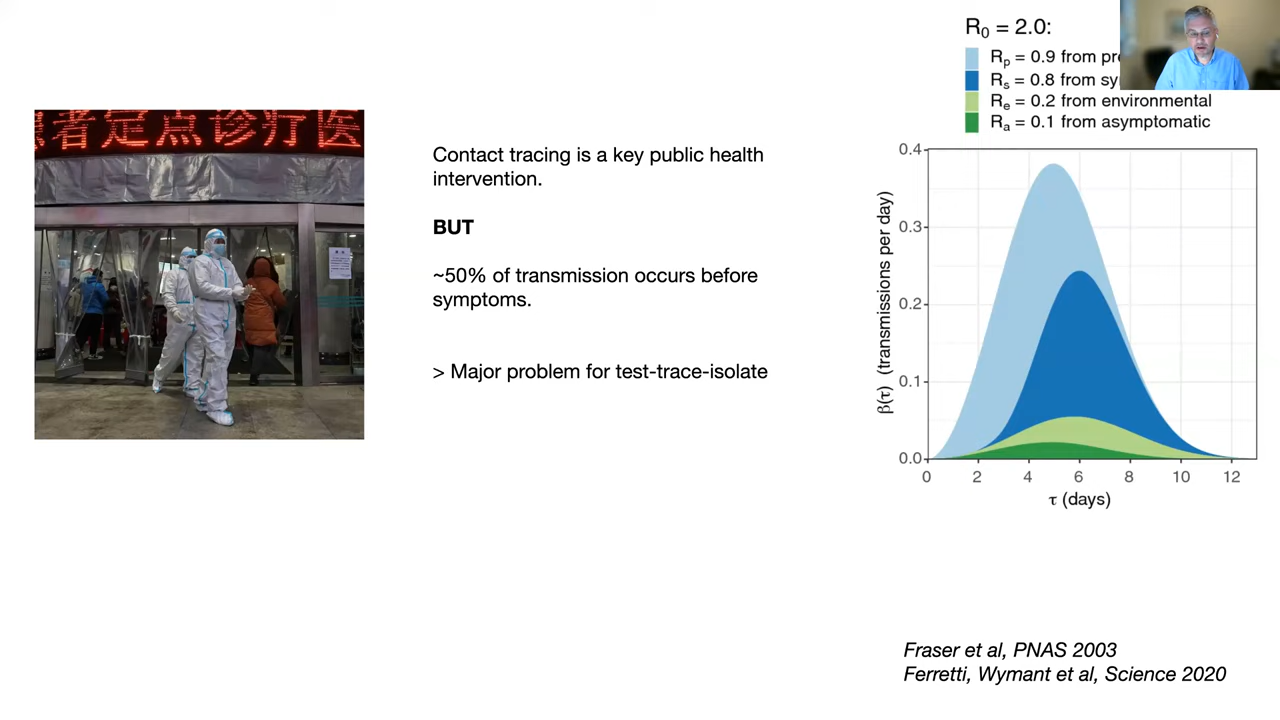 R₀ = 2.0:
Rₚ = 0.9 from
Rₛ = 0.8 from
Rₑ = 0.2 from environmental
Rₐ = 0.1 from asymptomatic
者定点诊疗医
Contact tracing is a key public health
intervention.
BUT
~50% of transmission occurs before
symptoms.
> Major problem for test-trace-isolate
β(τ) (transmissions per day)
0.4
0.3
0.2
0.1
0.0
0 2 4 6 8 10 12
τ (days)
Fraser et al, PNAS 2003
Ferretti, Wymant et al, Science 2020